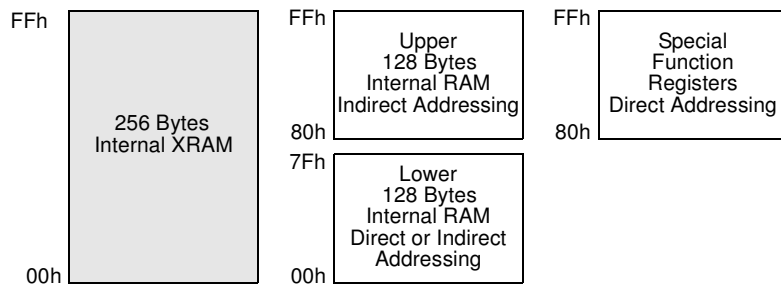 FFh
256 Bytes
Internal XRAM
00h
FFh
Upper
128 Bytes
Internal RAM
Indirect Addressing
80h
7Fh
Lower
128 Bytes
Internal RAM
Direct or Indirect
Addressing
00h
FFh
Special
Function
Registers
Direct Addressing
80h